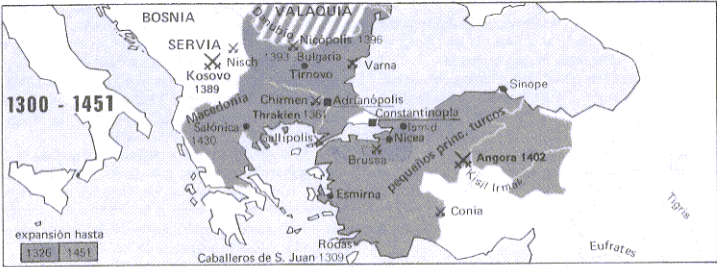 BOSNIA
VALAQUIA
Danubio
SERVIA
Nicópolis 1396
Nisch
1393 Bulgaria
Varna
Kosovo
1389
Tirnovo
Sinope
1300 - 1451
Macedonia
Chirmen
Adrianópolis
Thrakien 1361
Constantinopla
Salónica
1430
Ismid
Gallípolis
Nicea
pequeños princ. turcos
Brussa
Angora 1402
Kisil Irmak
Esmirna
Conia
Tigris
expansión hasta
1326 1451
Rodas
Caballeros de S. Juan 1309
Eufrates